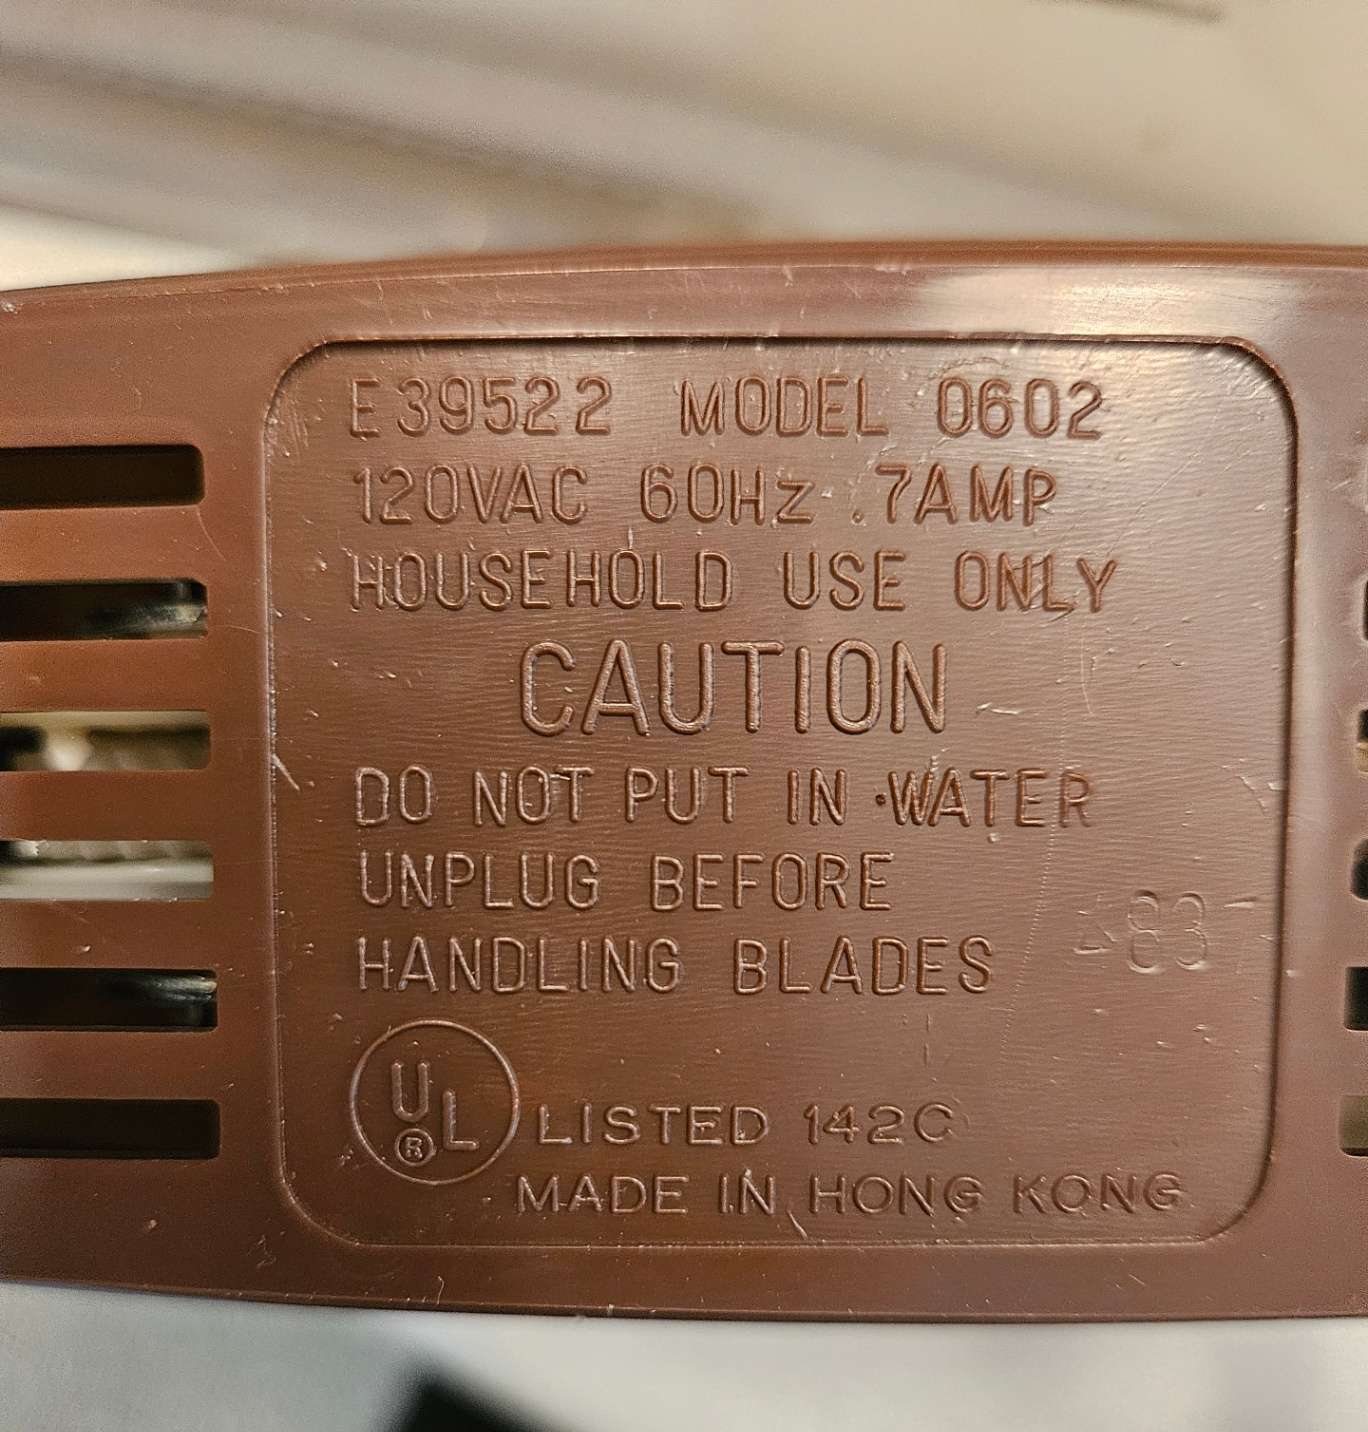 E39522 MODEL 0602
120VAC 60Hz .7AMP
HOUSEHOLD USE ONLY
CAUTION
DO NOT PUT IN WATER
UNPLUG BEFORE
HANDLING BLADES
83
UL ® LISTED 142C
MADE IN HONG KONG